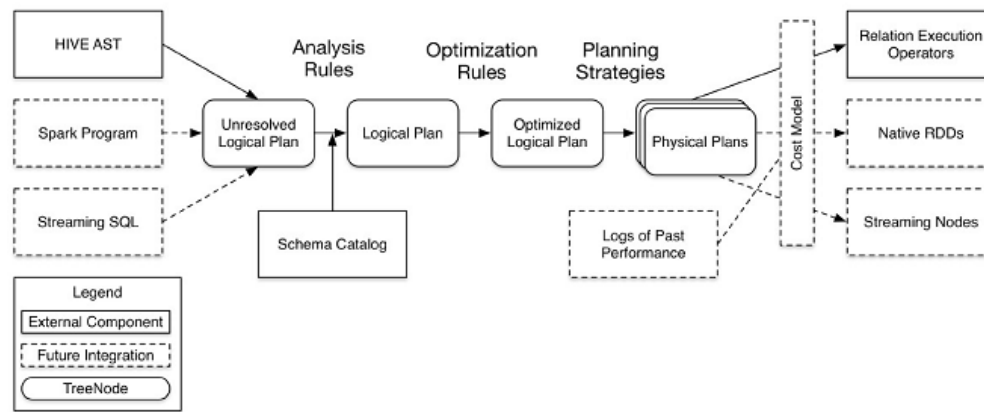 HIVE AST
Analysis
Rules
Optimization
Rules
Planning
Strategies
Relation Execution
Operators
Spark Program
Unresolved
Logical Plan
Logical Plan
Optimized
Logical Plan
Physical Plans
Cost Model
Native RDDs
Streaming SQL
Schema Catalog
Logs of Past
Performance
Streaming Nodes
Legend
External Component
Future Integration
TreeNode